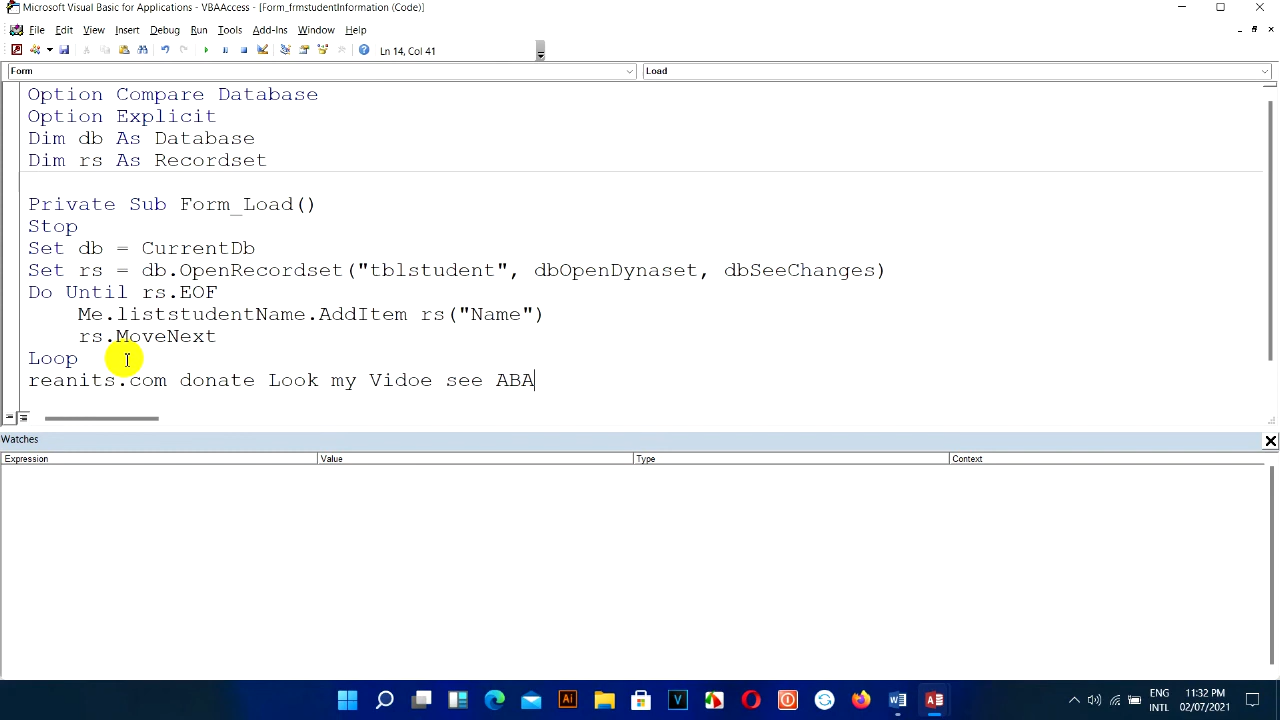 Microsoft Visual Basic for Applications - VBAAccess - [Form_frmstudentInformation (Code)]
File Edit View Insert Debug Run Tools Add-Ins Window Help
Ln 14, Col 41
Form Load
Option Compare Database
Option Explicit
Dim db As Database
Dim rs As Recordset
Private Sub Form_Load()
Stop
Set db = CurrentDb
Set rs = db.OpenRecordset("tblstudent", dbOpenDynaset, dbSeeChanges)
Do Until rs.EOF
Me.liststudentName.AddItem rs("Name")
rs.MoveNext
Loop
reanits.com donate Look my Vidoe see ABA
Watches
Expression Value Type Context
ENG 11:32 PM
INTL 02/07/2021